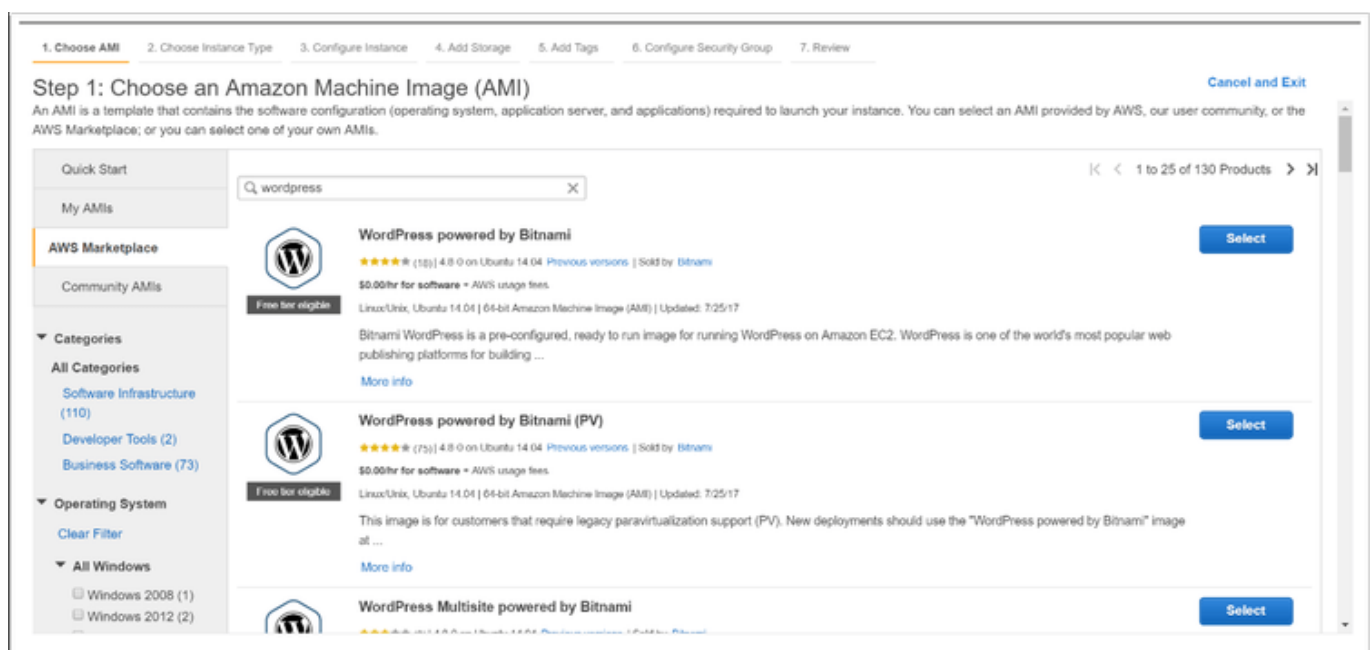 1. Choose AMI 2. Choose Instance Type 3. Configure Instance 4. Add Storage 5. Add Tags 6. Configure Security Group 7. Review
Step 1: Choose an Amazon Machine Image (AMI)
Cancel and Exit
An AMI is a template that contains the software configuration (operating system, application server, and applications) required to launch your instance. You can select an AMI provided by AWS, our user community, or the
AWS Marketplace; or you can select one of your own AMIs.
Quick Start
My AMIs
AWS Marketplace
Community AMIs
Categories
All Categories
Software Infrastructure
(110)
Developer Tools (2)
Business Software (73)
Operating System
Clear Filter
All Windows
Windows 2008 (1)
Windows 2012 (2)
1 to 25 of 130 Products
wordpress
WordPress powered by Bitnami
Select
| 4.8.0 on Ubuntu 14.04 Previous versions | Sold by Bitnami
Free tier eligible
$0.00/hr for software + AWS usage fees
Linux/Unix, Ubuntu 14.04 | 64-bit Amazon Machine Image (AMI) | Updated: 7/25/17
Bitnami WordPress is a pre-configured, ready to run image for running WordPress on Amazon EC2. WordPress is one of the world's most popular web
publishing platforms for building ...
More info
WordPress powered by Bitnami (PV)
Select
(75) | 4.8.0 on Ubuntu 14.04 Previous versions | Sold by Bitnami
Free tier eligible
$0.00/hr for software + AWS usage fees
Linux/Unix, Ubuntu 14.04 | 64-bit Amazon Machine Image (AMI) | Updated: 7/25/17
This image is for customers that require legacy paravirtualization support (PV). New deployments should use the "WordPress powered by Bitnami" image
at ...
More info
WordPress Multisite powered by Bitnami
Select
| 4.8.0 on Ubuntu 14.04 Previous versions | Sold by Bitnami